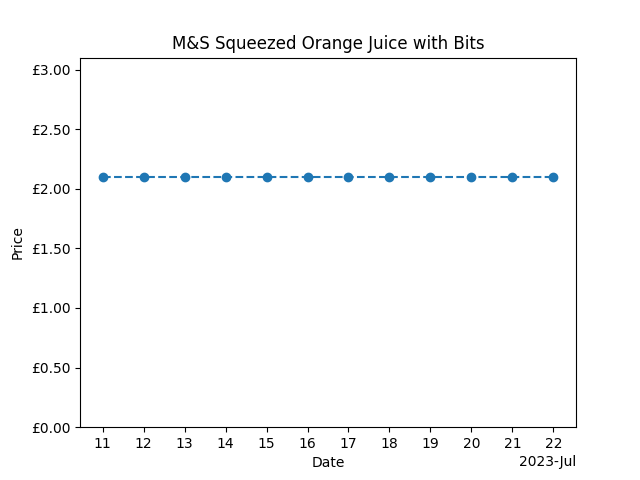 M&S Squeezed Orange Juice with Bits
£3.00
£2.50
£2.00
£1.50
£1.00
£0.50
£0.00
Price
11 12 13 14 15 16 17 18 19 20 21 22
Date
2023-Jul